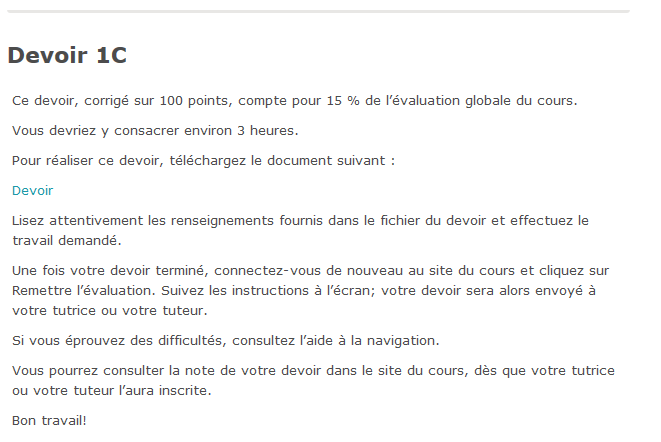 Devoir 1C
Ce devoir, corrigé sur 100 points, compte pour 15 % de l’évaluation globale du cours.
Vous devriez y consacrer environ 3 heures.
Pour réaliser ce devoir, téléchargez le document suivant :
Devoir
Lisez attentivement les renseignements fournis dans le fichier du devoir et effectuez le
travail demandé.
Une fois votre devoir terminé, connectez-vous de nouveau au site du cours et cliquez sur
Remettre l’évaluation. Suivez les instructions à l’écran; votre devoir sera alors envoyé à
votre tutrice ou votre tuteur.
Si vous éprouvez des difficultés, consultez l’aide à la navigation.
Vous pourrez consulter la note de votre devoir dans le site du cours, dès que votre tutrice
ou votre tuteur l’aura inscrite.
Bon travail!